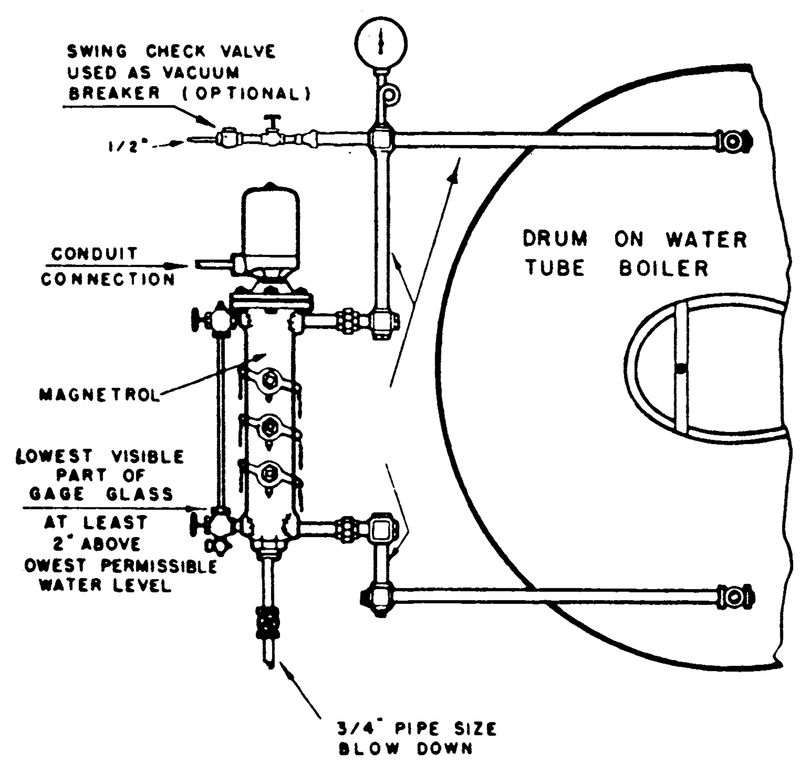 SWING CHECK VALVE
USED AS VACUUM
BREAKER (OPTIONAL)
1/2"
CONDUIT
CONNECTION
DRUM ON WATER
TUBE BOILER
MAGNETROL
LOWEST VISIBLE
PART OF
GAGE GLASS
AT LEAST
2" ABOVE
OWEST PERMISSIBLE
WATER LEVEL
3/4" PIPE SIZE
BLOW DOWN